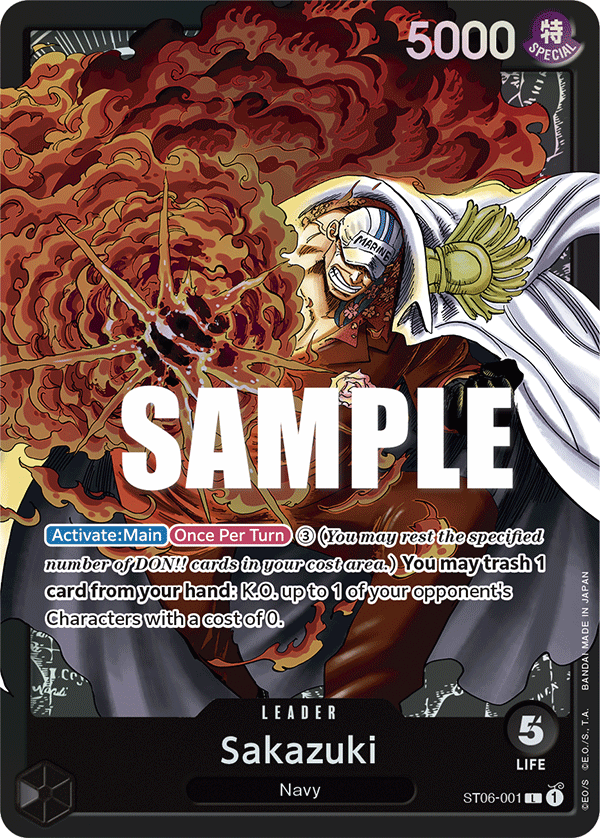 5000
特
SPECIAL
MARINE
SAMPLE
Activate:Main Once Per Turn ③ (You may rest the specified
number of DON!! cards in your cost area.) You may trash 1
card from your hand: K.O. up to 1 of your opponent's
Characters with a cost of 0.
LEADER
Sakazuki
Navy
5
LIFE
ST06-001 L 1
©E.O/S ©E.O./S., T.A. BANDAI MADE IN JAPAN